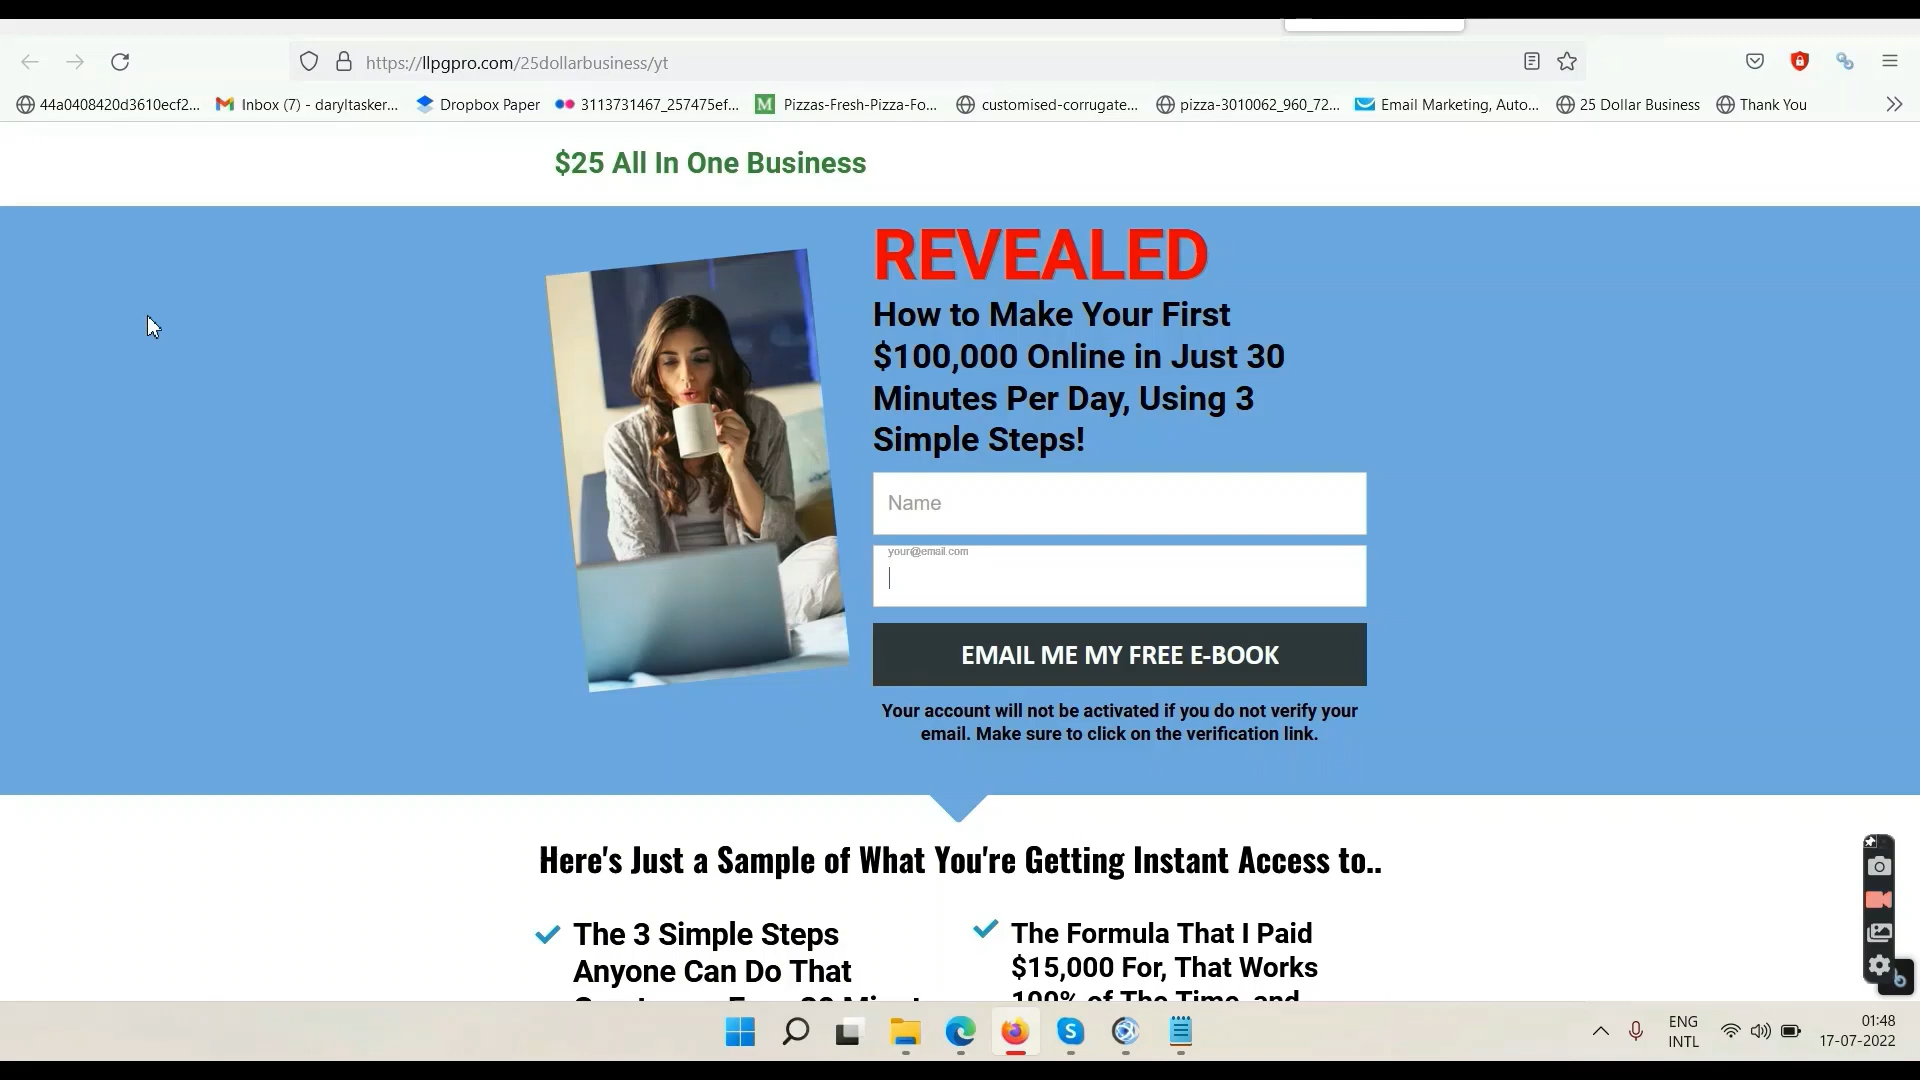 https://llpgpro.com/25dollarbusiness/yt
44a0408420d3610ecf2... Inbox (7) - daryltasker... Dropbox Paper 3113731467_257475ef... Pizzas-Fresh-Pizza-Fo... customised-corrugate... pizza-3010062_960_72... Email Marketing, Auto... 25 Dollar Business Thank You
$25 All In One Business
REVEALED
How to Make Your First
$100,000 Online in Just 30
Minutes Per Day, Using 3
Simple Steps!
Name
your@email.com
EMAIL ME MY FREE E-BOOK
Your account will not be activated if you do not verify your
email. Make sure to click on the verification link.
Here's Just a Sample of What You're Getting Instant Access to..
The 3 Simple Steps
Anyone Can Do That
The Formula That I Paid
$15,000 For, That Works
100% of The Time, and
ENG
INTL
01:48
17-07-2022